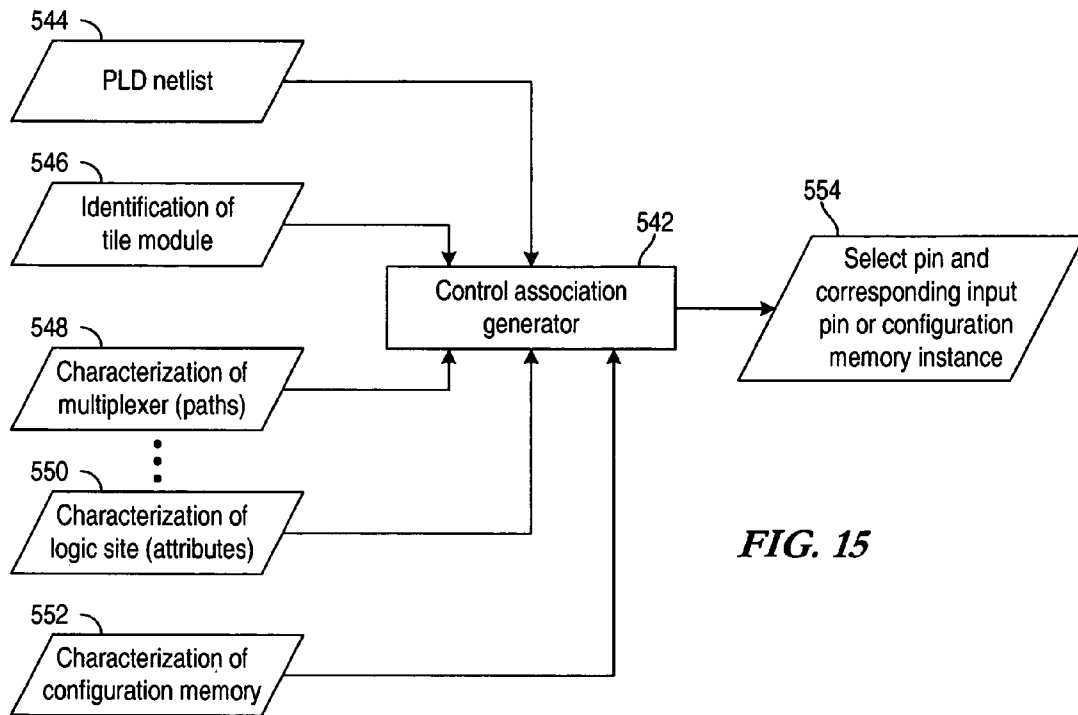 544
PLD netlist
546
Identification of
tile module
548
Characterization of
multiplexer (paths)
550
Characterization of
logic site (attributes)
552
Characterization of
configuration memory
542
Control association
generator
554
Select pin and
corresponding input
pin or configuration
memory instance
FIG. 15